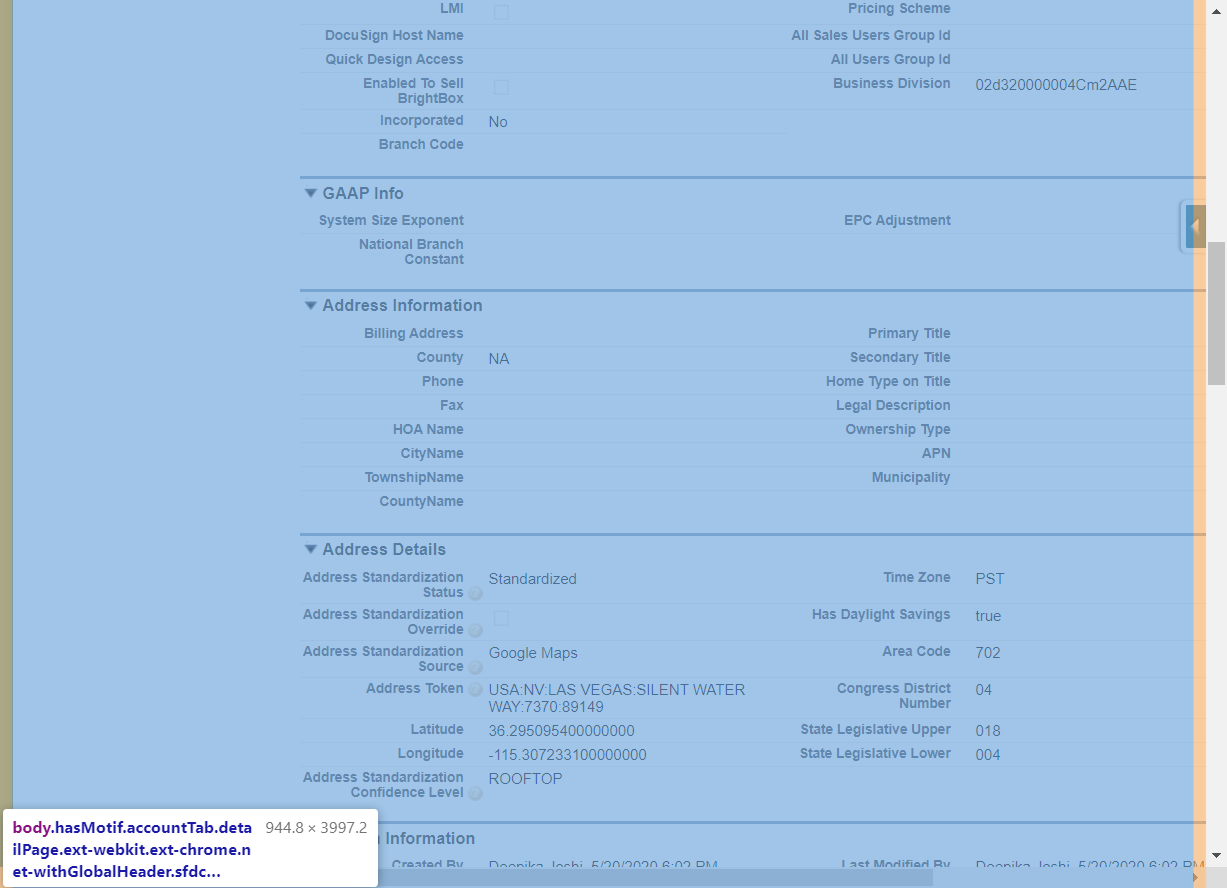 LMI
Pricing Scheme
DocuSign Host Name
All Sales Users Group Id
Quick Design Access
All Users Group Id
Enabled To Sell
BrightBox
Business Division 02d320000004Cm2AAE
Incorporated No
Branch Code
GAAP Info
System Size Exponent
EPC Adjustment
National Branch
Constant
Address Information
Billing Address
Primary Title
County NA
Secondary Title
Phone
Home Type on Title
Fax
Legal Description
HOA Name
Ownership Type
CityName
APN
TownshipName
Municipality
CountyName
Address Details
Address Standardization
Status
Standardized
Time Zone PST
Address Standardization
Override
Has Daylight Savings true
Address Standardization
Source
Google Maps
Area Code 702
Address Token USA:NV:LAS VEGAS:SILENT WATER
WAY:7370:89149
Congress District
Number
04
Latitude 36.295095400000000
State Legislative Upper 018
Longitude -115.307233100000000
State Legislative Lower 004
Address Standardization
Confidence Level
ROOFTOP
Information
Created By Deepika Joshi, 5/20/2020 6:02 PM
Last Modified By Deepika Joshi, 5/20/2020 6:02 PM
body.hasMotif.accountTab.deta 944.8 × 3997.2
ilPage.ext-webkit.ext-chrome.n
et-withGlobalHeader.sfdc...